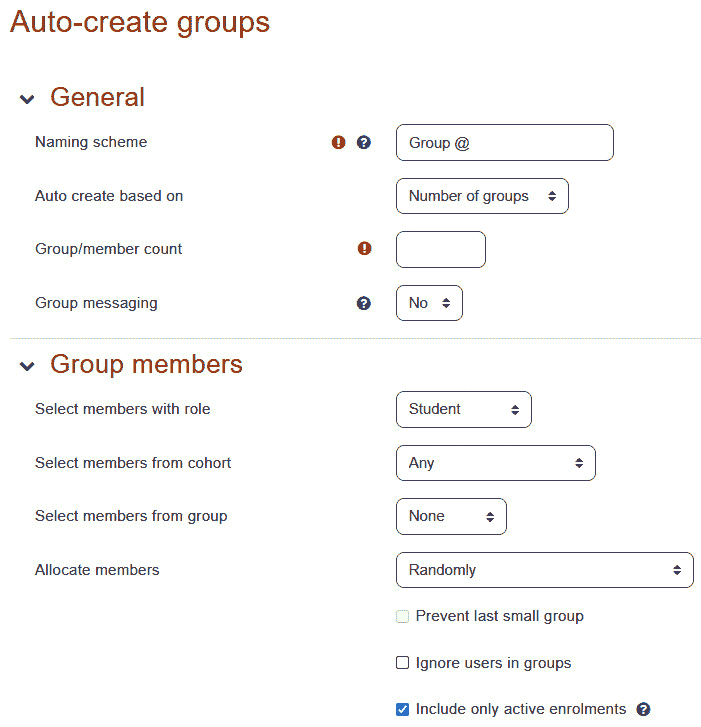 Auto-create groups
General
Naming scheme ! ? Group @
Auto create based on Number of groups
Group/member count !
Group messaging ? No
Group members
Select members with role Student
Select members from cohort Any
Select members from group None
Allocate members Randomly
Prevent last small group
Ignore users in groups
Include only active enrolments ?